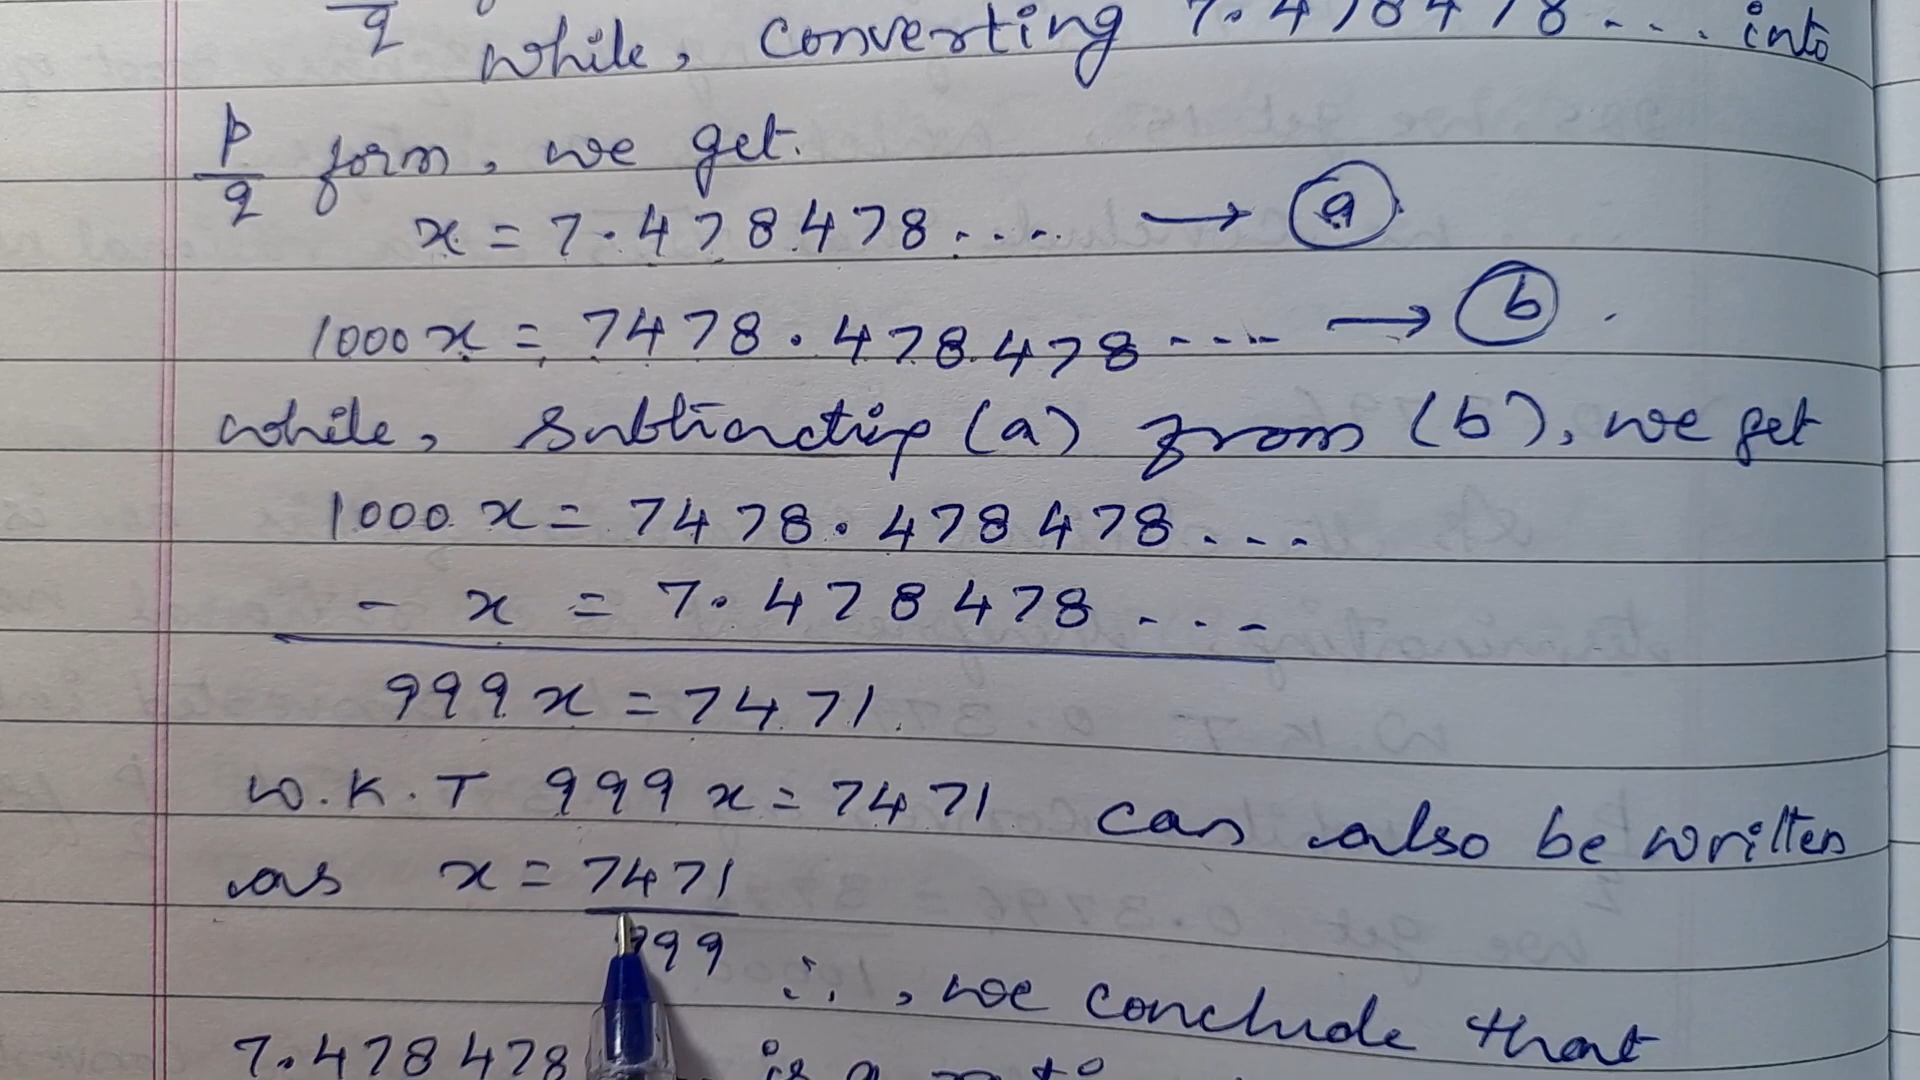 q while, converting 7.478478... into
p/q form, we get.
x = 7.478478.... → (a)
1000x = 7478.478478.... → (b).
while, subtracting (a) from (b), we get
1000x = 7478.478478...
- x = 7.478478...
999x = 7471.
W.K.T 999x = 7471 can also be written
as x = 7471
999 ∴, we conclude that
7.478478 is a